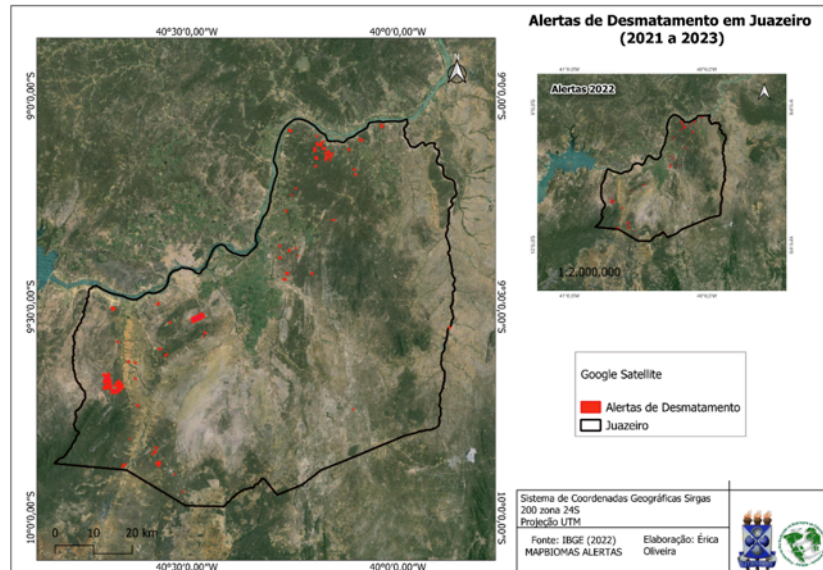 Alertas de Desmatamento em Juazeiro
(2021 a 2023)
40°30'0,00"W
40°0'0,00"W
N
9°0'0,00"S
9°0'0,00"S
9°30'0,00"S
9°30'0,00"S
10°0'0,00"S
10°0'0,00"S
0 10 20 km
40°30'0,00"W
40°0'0,00"W
Alertas 2022
1:2.000.000
Google Satellite
Alertas de Desmatamento
Juazeiro
Sistema de Coordenadas Geográficas Sirgas
200 zona 24S
Projeção UTM
Fonte: IBGE (2022)
MAPBIOMAS ALERTAS
Elaboração: Érica
Oliveira